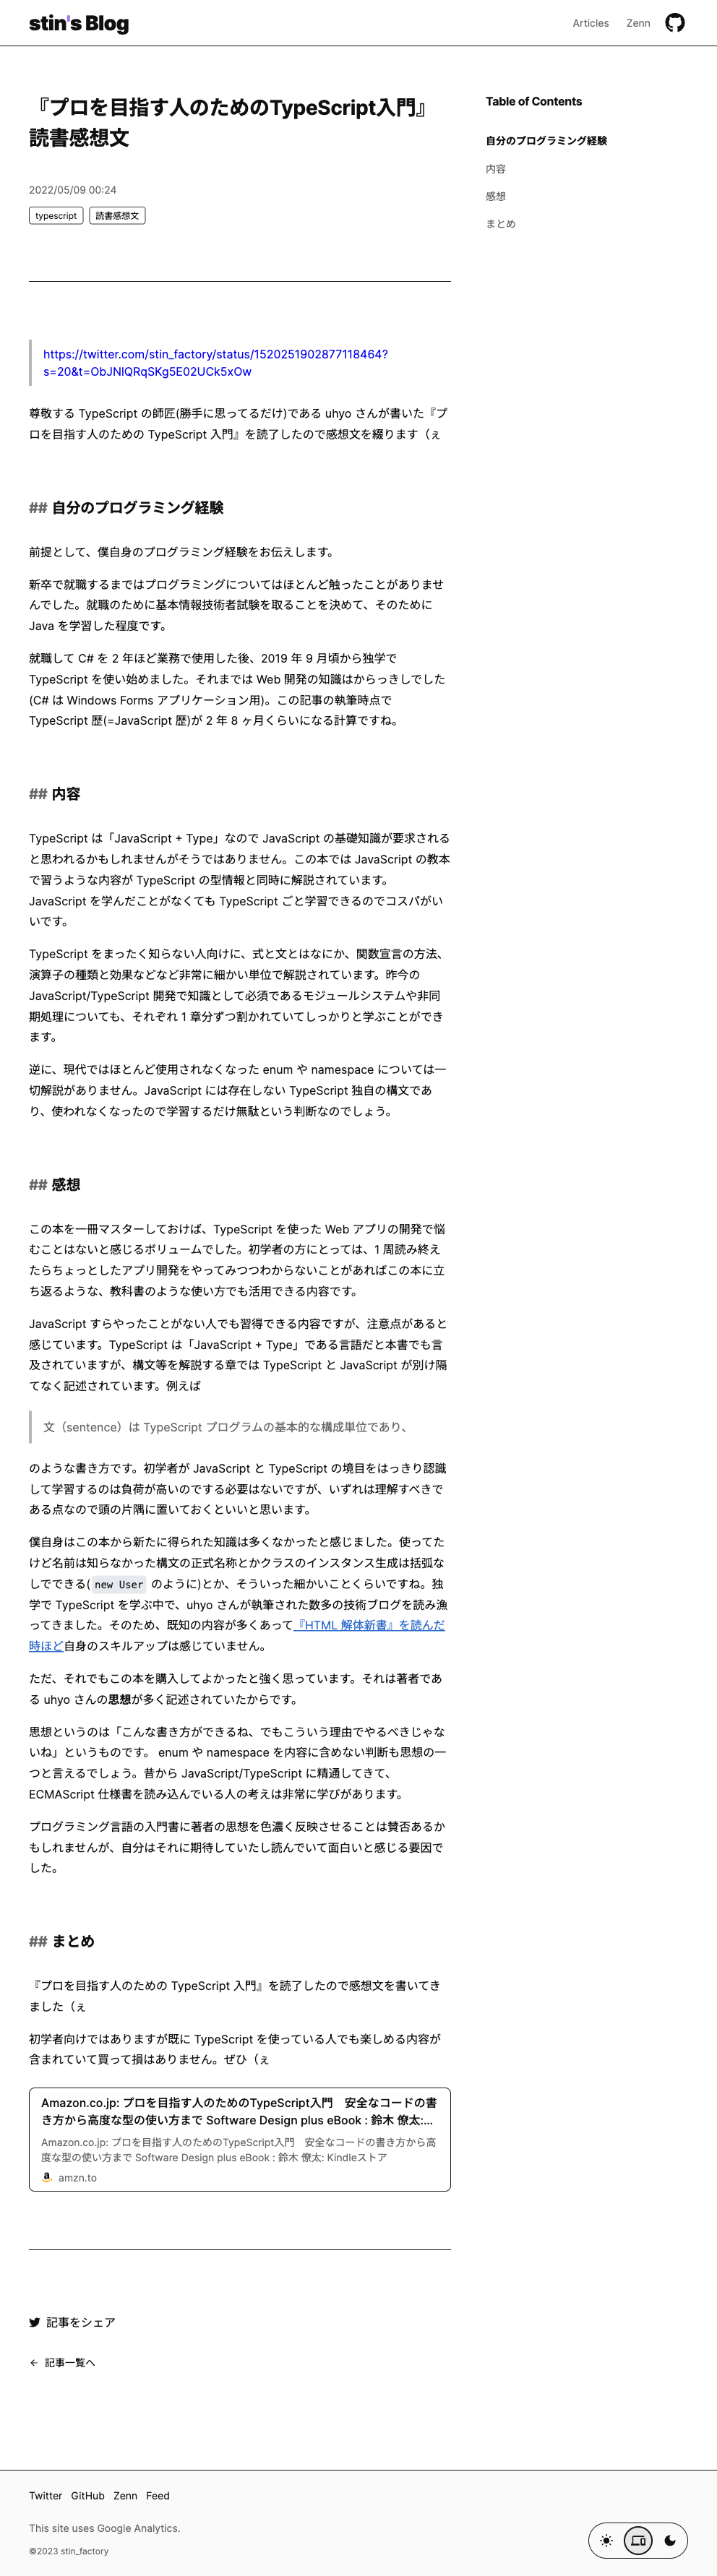 stin's Blog
Articles
Zenn
『プロを目指す人のためのTypeScript入門』
読書感想文
2022/05/09 00:24
typescript
読書感想文
Table of Contents
自分のプログラミング経験
内容
感想
まとめ
https://twitter.com/stin_factory/status/1520251902877118464?
s=20&t=ObJNlQRqSKg5E02UCk5xOw
尊敬する TypeScript の師匠(勝手に思ってるだけ)である uhyo さんが書いた『プ
ロを目指す人のための TypeScript 入門』を読了したので感想文を綴ります（ぇ
## 自分のプログラミング経験
前提として、僕自身のプログラミング経験をお伝えします。
新卒で就職するまではプログラミングについてはほとんど触ったことがありませ
んでした。就職のために基本情報技術者試験を取ることを決めて、そのために
Java を学習した程度です。
就職して C# を 2 年ほど業務で使用した後、2019 年 9 月頃から独学で
TypeScript を使い始めました。それまでは Web 開発の知識はからっきしでした
(C# は Windows Forms アプリケーション用)。この記事の執筆時点で
TypeScript 歴(=JavaScript 歴)が 2 年 8 ヶ月くらいになる計算ですね。
## 内容
TypeScript は「JavaScript + Type」なので JavaScript の基礎知識が要求される
と思われるかもしれませんがそうではありません。この本では JavaScript の教本
で習うような内容が TypeScript の型情報と同時に解説されています。
JavaScript を学んだことがなくても TypeScript ごと学習できるのでコスパがい
いです。
TypeScript をまったく知らない人向けに、式と文とはなにか、関数宣言の方法、
演算子の種類と効果などなど非常に細かい単位で解説されています。昨今の
JavaScript/TypeScript 開発で知識として必須であるモジュールシステムや非同
期処理についても、それぞれ 1 章分ずつ割かれていてしっかりと学ぶことができ
ます。
逆に、現代ではほとんど使用されなくなった enum や namespace については一
切解説がありません。JavaScript には存在しない TypeScript 独自の構文であ
り、使われなくなったので学習するだけ無駄という判断なのでしょう。
## 感想
この本を一冊マスターしておけば、TypeScript を使った Web アプリの開発で悩
むことはないと感じるボリュームでした。初学者の方にとっては、1 周読み終え
たらちょっとしたアプリ開発をやってみつつわからないことがあればこの本に立
ち返るような、教科書のような使い方でも活用できる内容です。
JavaScript すらやったことがない人でも習得できる内容ですが、注意点があると
感じています。TypeScript は「JavaScript + Type」である言語だと本書でも言
及されていますが、構文等を解説する章では TypeScript と JavaScript が別け隔
てなく記述されています。例えば
文（sentence）は TypeScript プログラムの基本的な構成単位であり、
のような書き方です。初学者が JavaScript と TypeScript の境目をはっきり認識
して学習するのは負荷が高いのでする必要はないですが、いずれは理解すべきで
ある点なので頭の片隅に置いておくといいと思います。
僕自身はこの本から新たに得られた知識は多くなかったと感じました。使ってた
けど名前は知らなかった構文の正式名称とかクラスのインスタンス生成は括弧な
しでできる( new User のように)とか、そういった細かいことくらいですね。独
学で TypeScript を学ぶ中で、uhyo さんが執筆された数多の技術ブログを読み漁
ってきました。そのため、既知の内容が多くあって『HTML 解体新書』を読んだ
時ほど自身のスキルアップは感じていません。
ただ、それでもこの本を購入してよかったと強く思っています。それは著者であ
る uhyo さんの思想が多く記述されていたからです。
思想というのは「こんな書き方ができるね、でもこういう理由でやるべきじゃな
いね」というものです。 enum や namespace を内容に含めない判断も思想の一
つと言えるでしょう。昔から JavaScript/TypeScript に精通してきて、
ECMAScript 仕様書を読み込んでいる人の考えは非常に学びがあります。
プログラミング言語の入門書に著者の思想を色濃く反映させることは賛否あるか
もしれませんが、自分はそれに期待していたし読んでいて面白いと感じる要因で
した。
## まとめ
『プロを目指す人のための TypeScript 入門』を読了したので感想文を書いてき
ました（ぇ
初学者向けではありますが既に TypeScript を使っている人でも楽しめる内容が
含まれていて買って損はありません。ぜひ（ぇ
Amazon.co.jp: プロを目指す人のためのTypeScript入門　安全なコードの書
き方から高度な型の使い方まで Software Design plus eBook : 鈴木 僚太:...
Amazon.co.jp: プロを目指す人のためのTypeScript入門　安全なコードの書き方から高
度な型の使い方まで Software Design plus eBook : 鈴木 僚太: Kindleストア
amzn.to
記事をシェア
← 記事一覧へ
Twitter
GitHub
Zenn
Feed
This site uses Google Analytics.
©2023 stin_factory